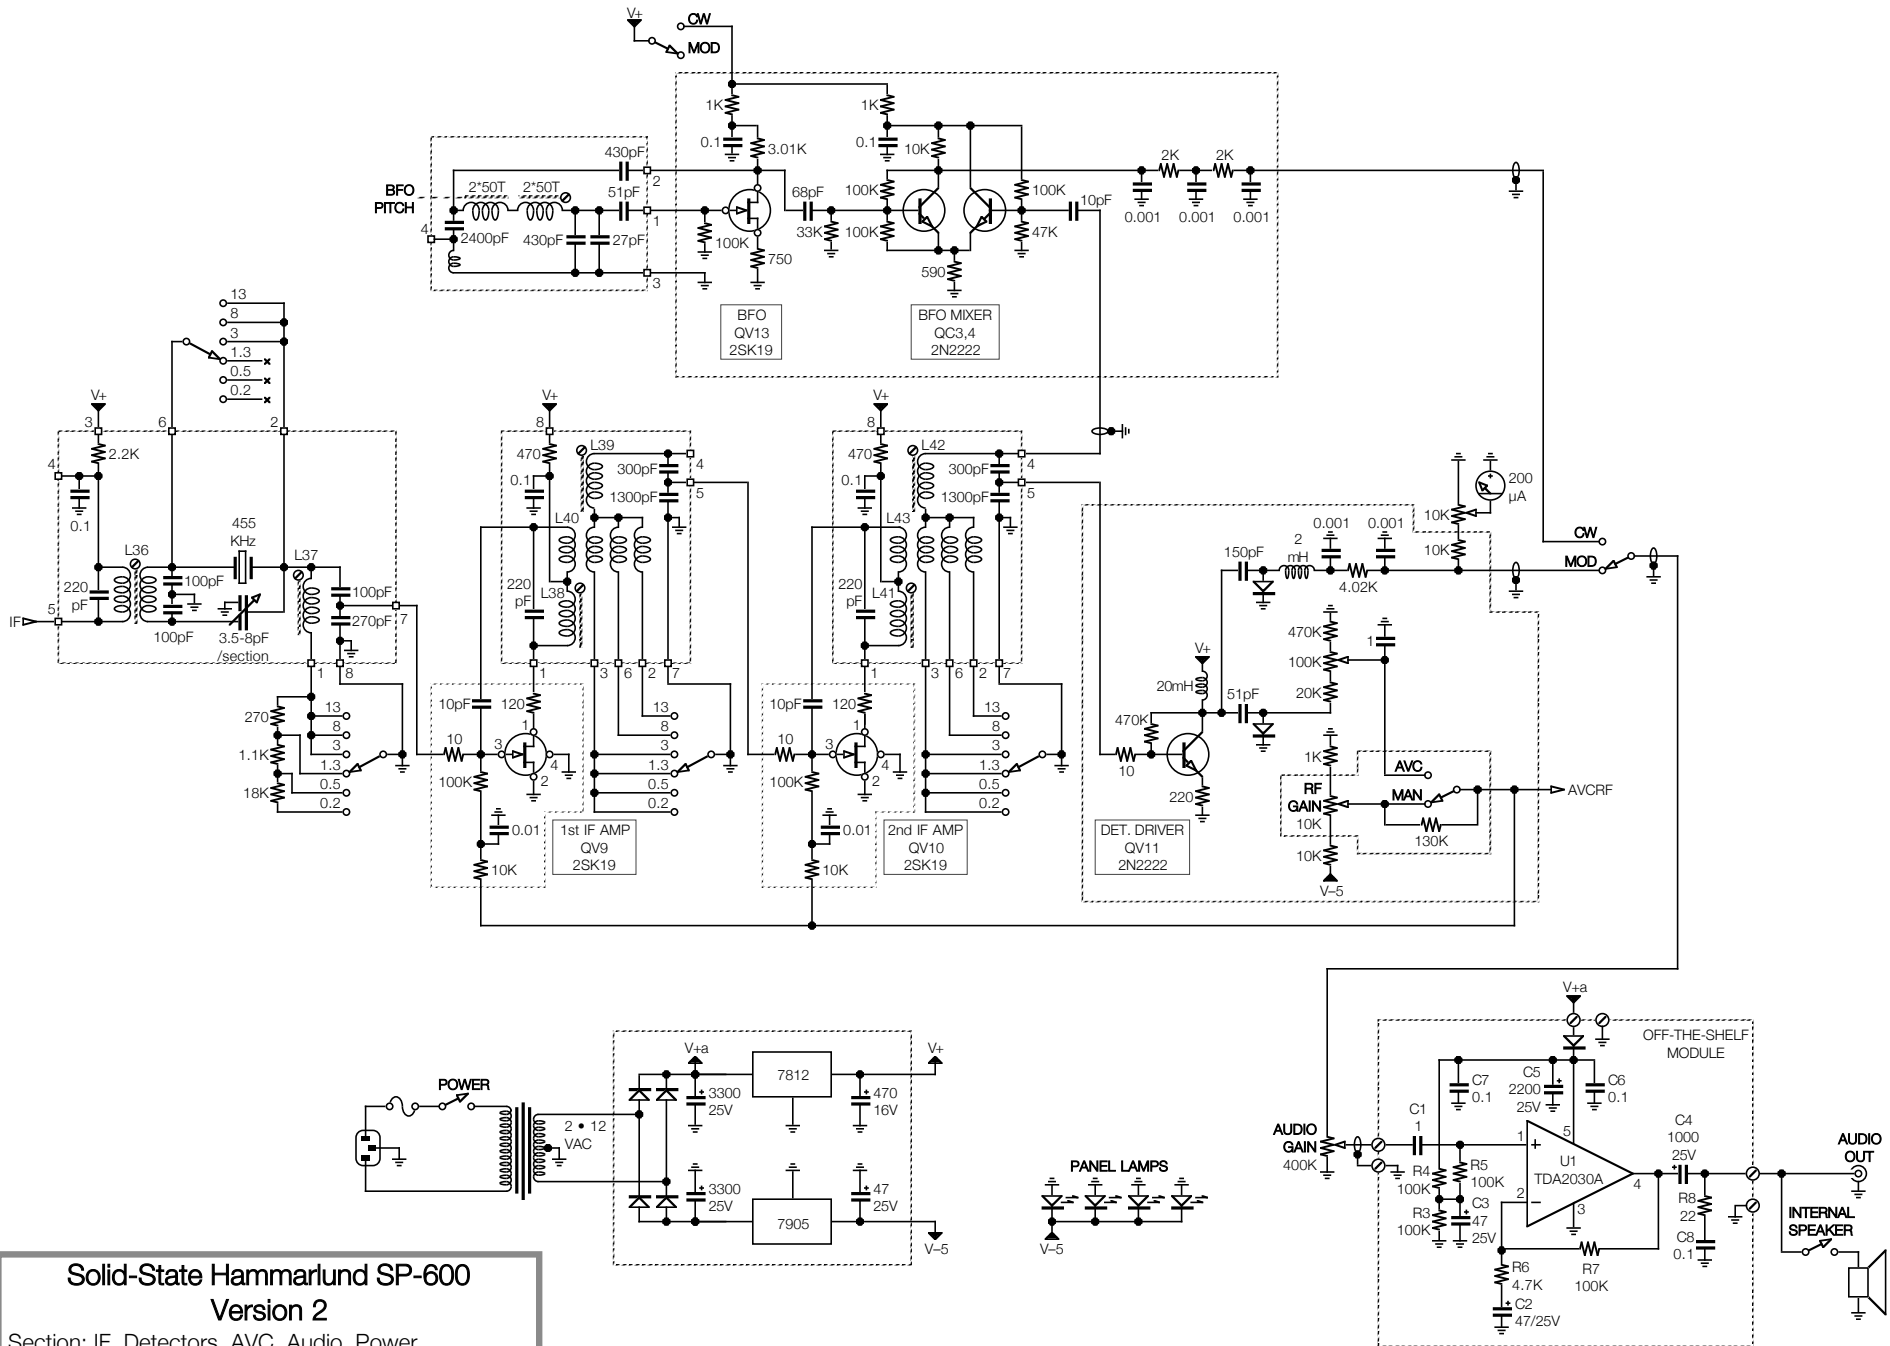 V+
CW
MOD
1K
1K
0.1
3.01K
0.1
10K
430pF
2
2K
2K
BFO
PITCH
2*50T
2*50T
51pF
68pF
100K
100K
10pF
0.001
0.001
0.001
4
2400pF
430pF
27pF
1
100K
33K
100K
47K
750
590
3
BFO
QV13
2SK19
BFO MIXER
QC3,4
2N2222
13
8
3
1.3
0.5
0.2
V+
3
6
2
2.2K
4
0.1
455
KHz
L36
L37
220
pF
100pF
100pF
100pF
270pF
7
IF
5
3.5-8pF
/section
1
8
270
1.1K
18K
13
8
3
1.3
0.5
0.2
V+
8
470
L39
0.1
300pF
4
1300pF
5
L40
220
pF
L38
1
3
6
2
7
10pF
120
10
1
3
4
2
100K
0.01
10K
13
8
3
1.3
0.5
0.2
1st IF AMP
QV9
2SK19
V+
8
470
L42
0.1
300pF
4
1300pF
5
L43
220
pF
L41
1
3
6
2
7
10pF
120
10
1
3
4
2
100K
0.01
10K
13
8
3
1.3
0.5
0.2
2nd IF AMP
QV10
2SK19
200
µA
10K
10K
0.001
0.001
2
mH
150pF
4.02K
CW
MOD
470K
100K
20K
1
V+
20mH
51pF
470K
10
220
1K
RF
GAIN
10K
10K
V–5
AVC
MAN
130K
AVCRF
DET. DRIVER
QV11
2N2222
POWER
2 • 12
VAC
V+a
3300
25V
7812
470
16V
V+
3300
25V
7905
47
25V
V–5
PANEL LAMPS
V–5
V+a
OFF-THE-SHELF
MODULE
C7
0.1
C5
2200
25V
C6
0.1
AUDIO
GAIN
400K
C1
1
1
5
U1
TDA2030A
2
3
4
R4
100K
R5
100K
R3
100K
C3
47
25V
C4
1000
25V
R8
22
C8
0.1
R6
4.7K
R7
100K
C2
47/25V
AUDIO
OUT
INTERNAL
SPEAKER
Solid-State Hammarlund SP-600
Version 2
Section: IF, Detectors, AVC, Audio, Power